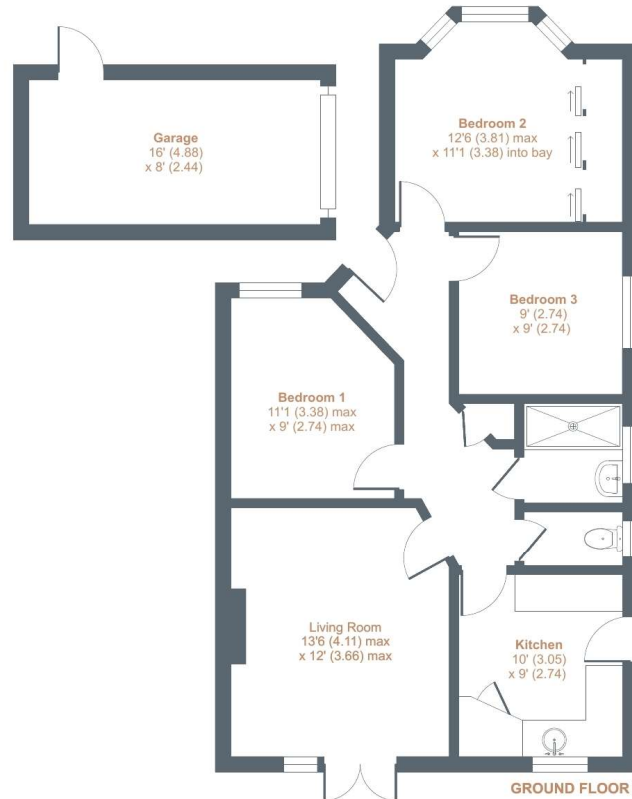 Garage
16' (4.88)
x 8' (2.44)
Bedroom 2
12'6 (3.81) max
x 11'1 (3.38) into bay
Bedroom 3
9' (2.74)
x 9' (2.74)
Bedroom 1
11'1 (3.38) max
x 9' (2.74) max
Living Room
13'6 (4.11) max
x 12' (3.66) max
Kitchen
10' (3.05)
x 9' (2.74)
GROUND FLOOR